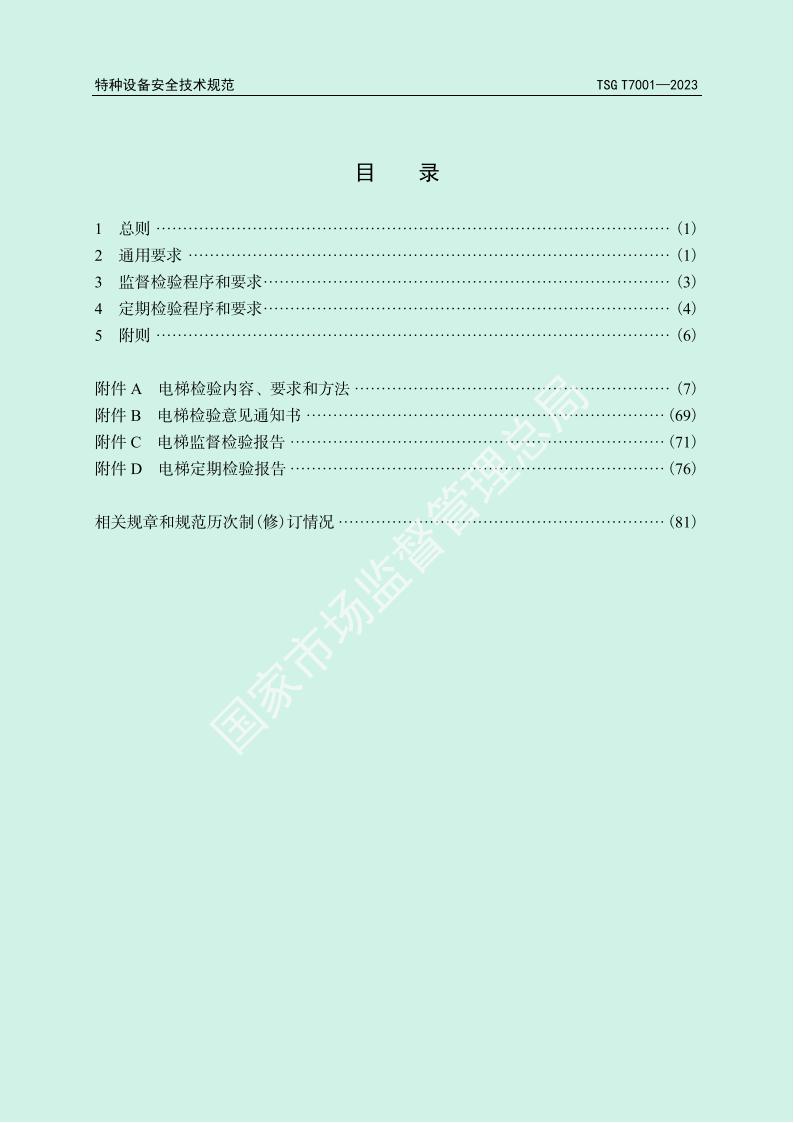 特种设备安全技术规范 TSG T7001—2023
目 录
1 总则 ………………………………………………………………………………… (1)
2 通用要求 …………………………………………………………………………… (1)
3 监督检验程序和要求………………………………………………………………… (3)
4 定期检验程序和要求………………………………………………………………… (4)
5 附则 ………………………………………………………………………………… (6)
附件 A 电梯检验内容、要求和方法 ………………………………………………… (7)
附件 B 电梯检验意见通知书 ……………………………………………………… (69)
附件 C 电梯监督检验报告 ………………………………………………………… (71)
附件 D 电梯定期检验报告 ………………………………………………………… (76)
相关规章和规范历次制(修)订情况 ………………………………………………… (81)
国家市场监督管理总局